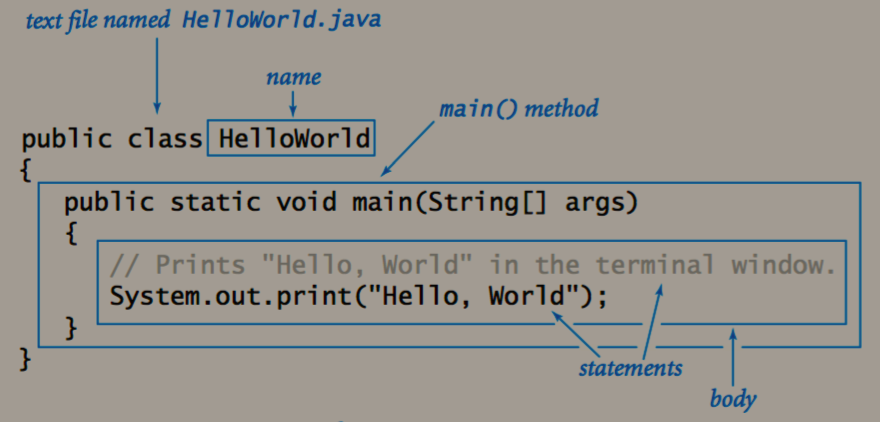 text file named HelloWorld.java
name
main() method
public class HelloWorld
{
public static void main(String[] args)
{
// Prints "Hello, World" in the terminal window.
System.out.print("Hello, World");
}
}
statements
body